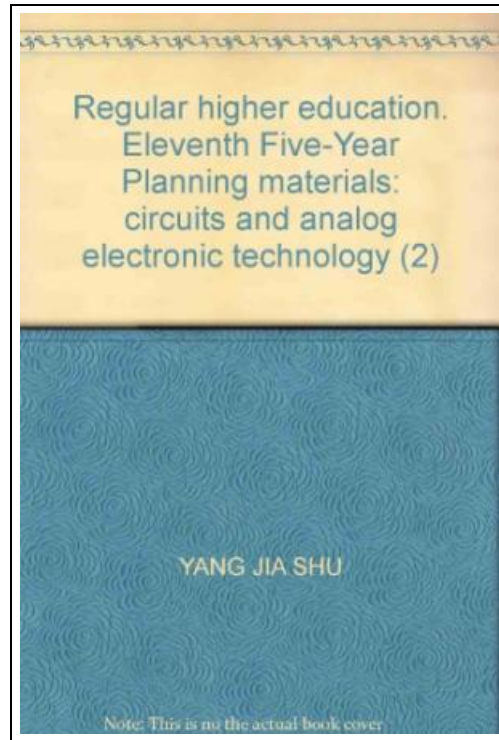 Regular higher education.
Eleventh Five-Year
Planning materials:
circuits and analog
electronic technology (2)
YANG JIA SHU
Note: This is no the actual book cover